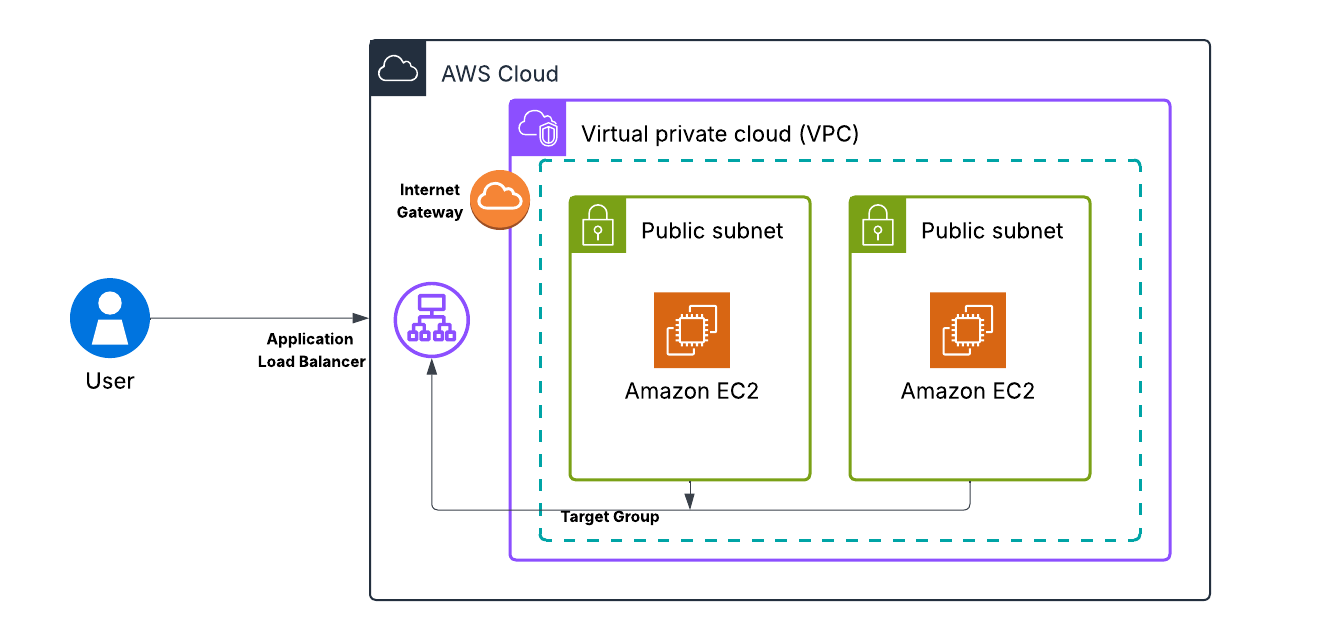 AWS Cloud
Virtual private cloud (VPC)
Internet
Gateway
Public subnet
Public subnet
Application
Load Balancer
User
Amazon EC2
Amazon EC2
Target Group